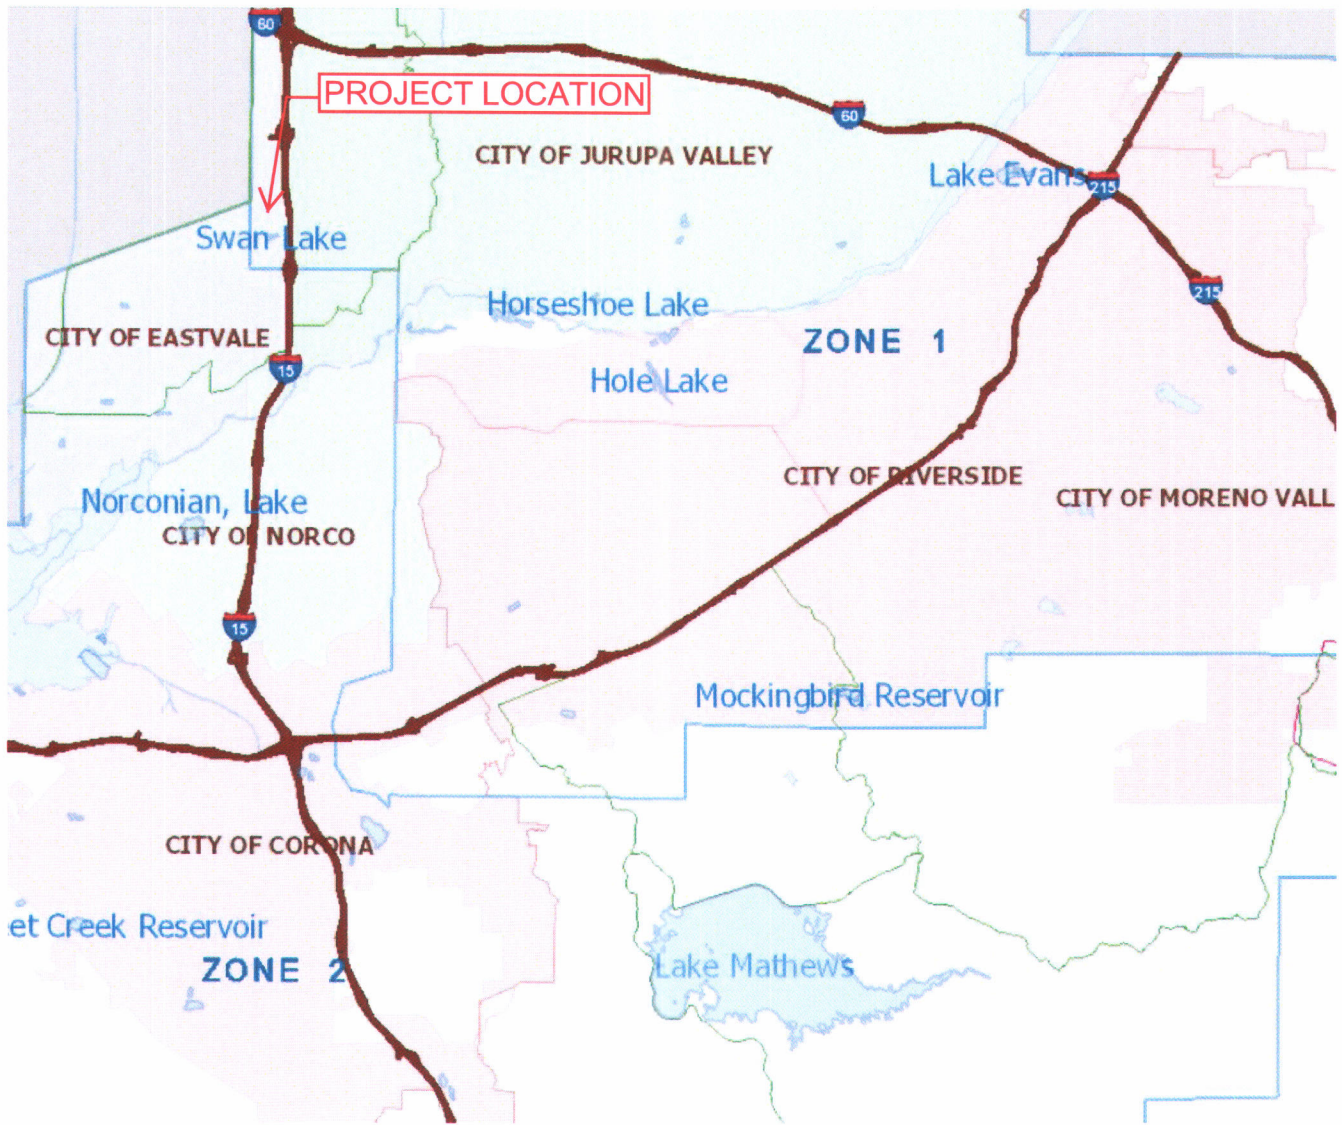 60
PROJECT LOCATION
60
CITY OF JURUPA VALLEY
Lake Evans
215
Swan Lake
215
Horseshoe Lake
CITY OF EASTVALE
ZONE 1
15
Hole Lake
CITY OF RIVERSIDE
CITY OF MORENO VALL
Norconian, Lake
CITY OF NORCO
15
Mockingbird Reservoir
CITY OF CORONA
eet Creek Reservoir
ZONE 2
Lake Mathews